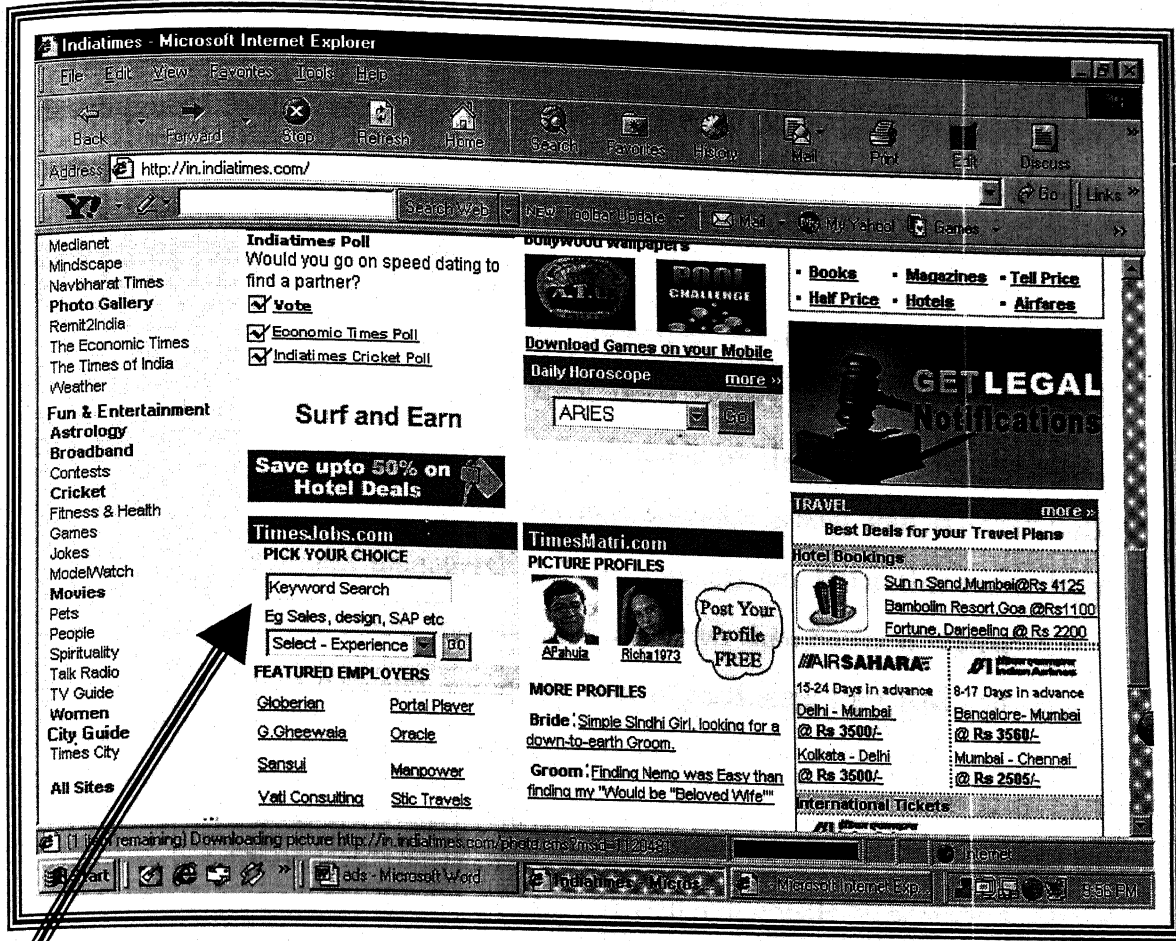 Indiatimes - Microsoft Internet Explorer
File Edit View Favorites Tools Help
Back Forward Stop Refresh Home Search Favorites History Mail Print Edit Discuss
Address http://in.indiatimes.com/ Go Links »
Y! Search Web NEW Toolbar Update Mail My Yahoo! Games »
Medianet
Mindscape
Navbharat Times
Photo Gallery
Remit2India
The Economic Times
The Times of India
Weather
Fun & Entertainment
Astrology
Broadband
Contests
Cricket
Fitness & Health
Games
Jokes
ModelWatch
Movies
Pets
People
Spirituality
Talk Radio
TV Guide
Women
City Guide
Times City
All Sites
Indiatimes Poll
Would you go on speed dating to
find a partner?
Vote
Economic Times Poll
Indiatimes Cricket Poll
Surf and Earn
Save upto 50% on
Hotel Deals
TimesJobs.com
PICK YOUR CHOICE
Keyword Search
Eg Sales, design, SAP etc
Select - Experience GO
FEATURED EMPLOYERS
Globerian Portal Player
G.Gheewala Oracle
Sansui Manpower
Vati Consulting Stic Travels
bollywood wallpapers
POOL
CHALLENGE
Download Games on your Mobile
Daily Horoscope more »
ARIES Go
TimesMatri.com
PICTURE PROFILES
APahuja Richa1973
Post Your
Profile
FREE
MORE PROFILES
Bride : Simple Sindhi Girl, looking for a
down-to-earth Groom.
Groom : Finding Nemo was Easy than
finding my "Would be "Beloved Wife""
▪ Books ▪ Magazines ▪ Tell Price
▪ Half Price ▪ Hotels ▪ Airfares
GET LEGAL
Notifications
TRAVEL more »
Best Deals for your Travel Plans
Hotel Bookings
Sun n Sand,Mumbai@Rs 4125
Bambolim Resort,Goa @Rs1100
Fortune, Darjeeling @ Rs 2200
AIRSAHARA
15-24 Days in advance
Delhi - Mumbai
@ Rs 3500/-
Kolkata - Delhi
@ Rs 3500/-
Indian Airlines
8-17 Days in advance
Bangalore- Mumbai
@ Rs 3560/-
Mumbai - Chennai
@ Rs 2505/-
International Tickets
Downloading picture http://in.indiatimes.com/photo.cms?msid=1120481 Internet
Start » ads - Microsoft Word Indiatimes - Micros... - Microsoft Internet Exp...